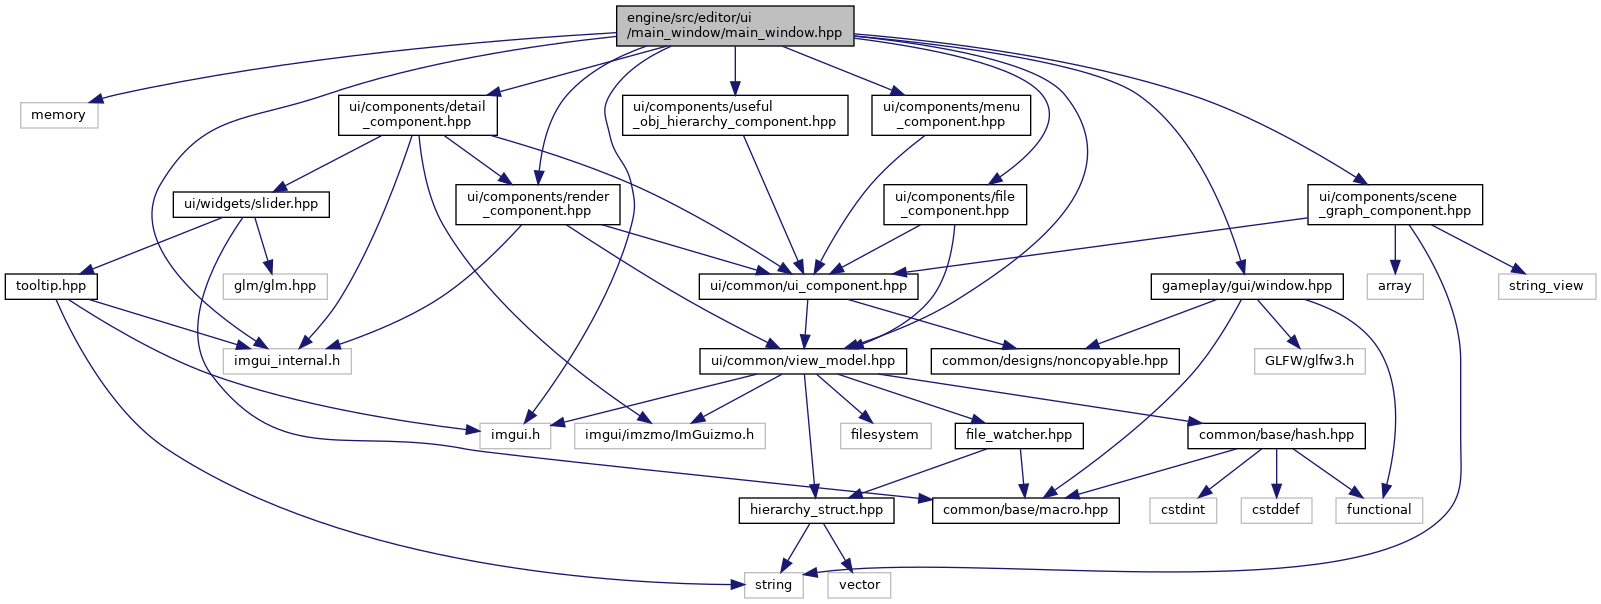 engine/src/editor/ui
/main_window/main_window.hpp
memory
ui/components/detail
_component.hpp
ui/components/useful
_obj_hierarchy_component.hpp
ui/components/menu
_component.hpp
ui/widgets/slider.hpp
ui/components/render
_component.hpp
ui/components/file
_component.hpp
ui/components/scene
_graph_component.hpp
tooltip.hpp
glm/glm.hpp
ui/common/ui_component.hpp
gameplay/gui/window.hpp
array
string_view
imgui_internal.h
ui/common/view_model.hpp
common/designs/noncopyable.hpp
GLFW/glfw3.h
imgui.h
imgui/imzmo/ImGuizmo.h
filesystem
file_watcher.hpp
common/base/hash.hpp
hierarchy_struct.hpp
common/base/macro.hpp
cstdint
cstddef
functional
string
vector